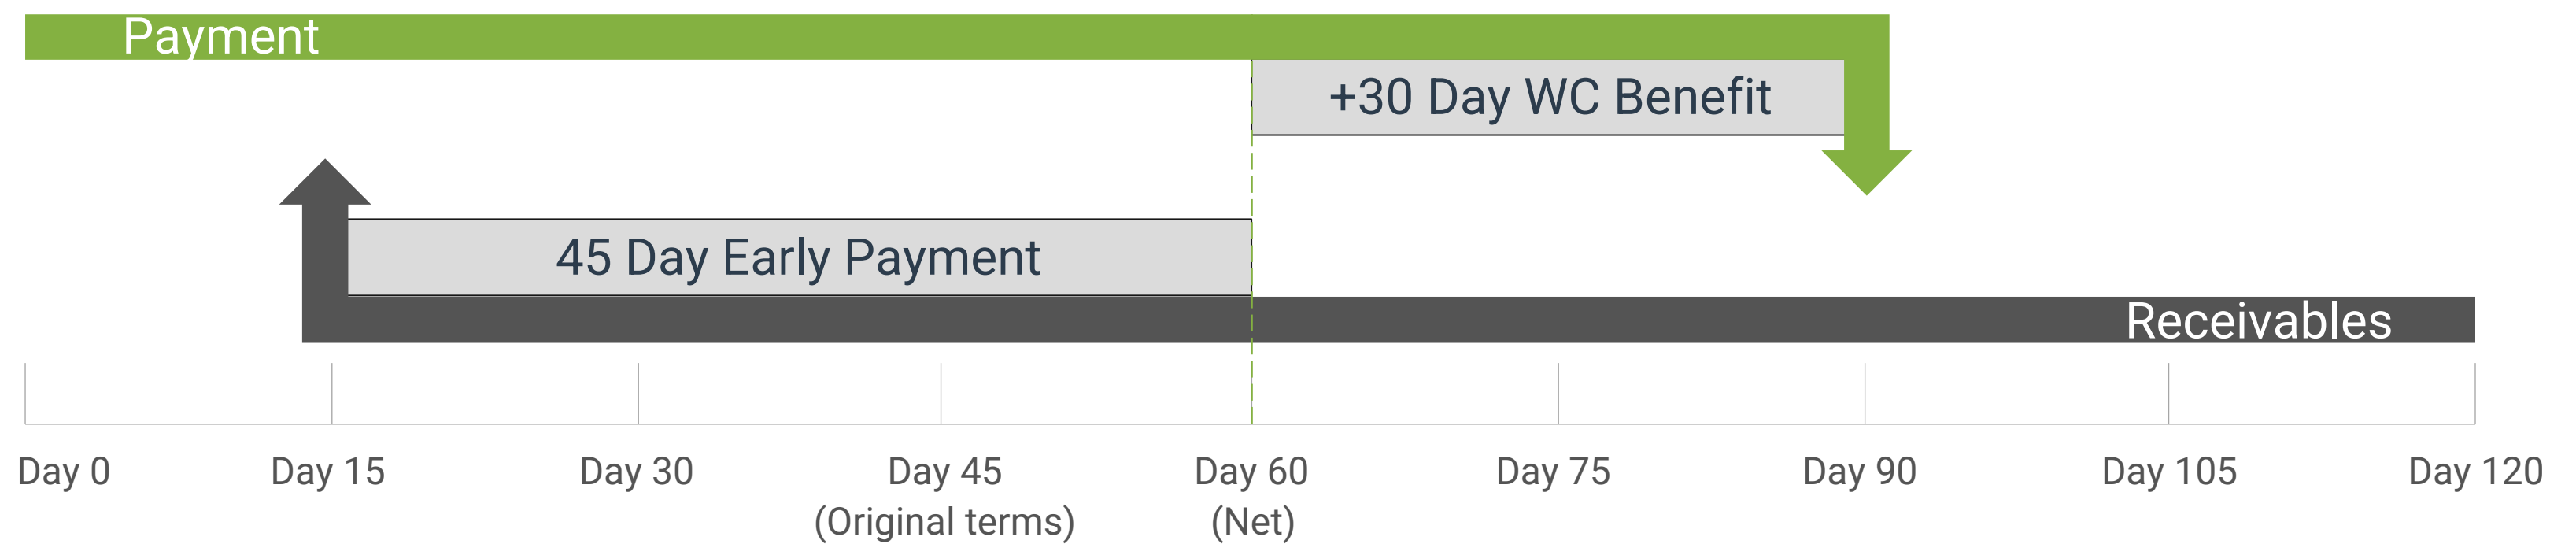 Payment
+30 Day WC Benefit
45 Day Early Payment
Receivables
Day 0
Day 15
Day 30
Day 45
(Original terms)
Day 60
(Net)
Day 75
Day 90
Day 105
Day 120